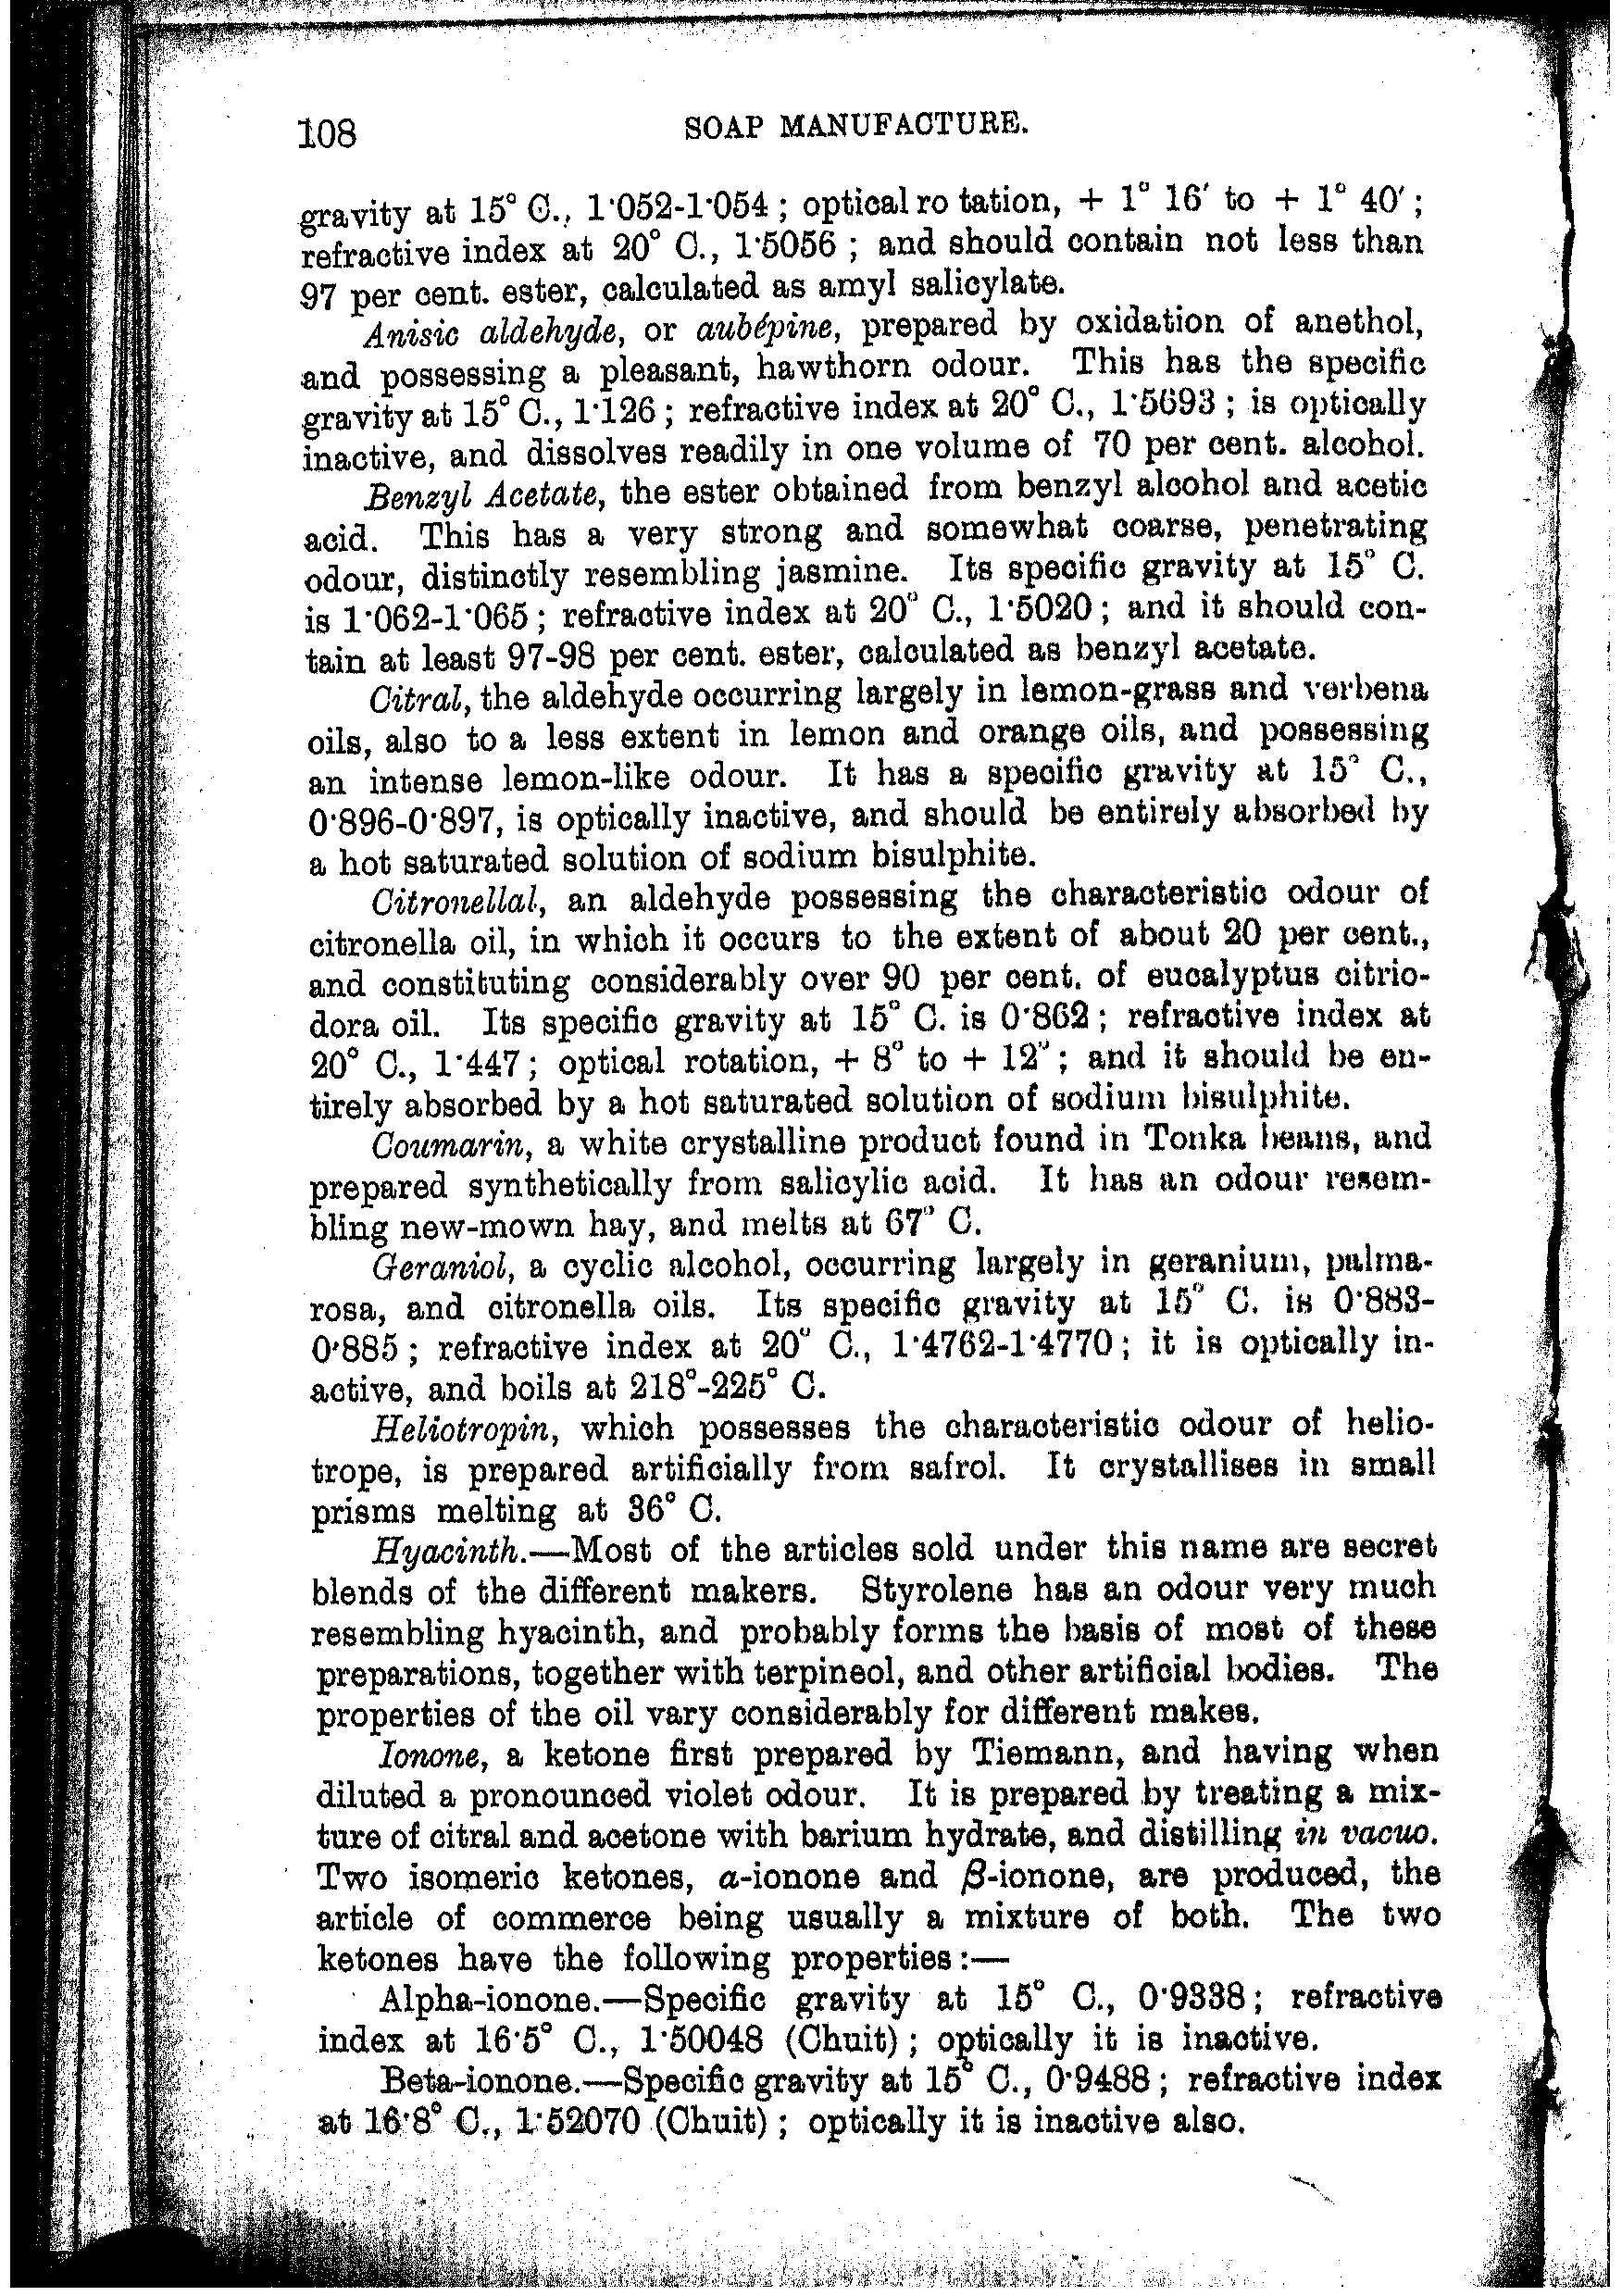 108 SOAP MANUFACTURE.
gravity at 15° C., 1·052-1·054 ; optical ro tation, + 1° 16′ to + 1° 40′ ;
refractive index at 20° C., 1·5056 ; and should contain not less than
97 per cent. ester, calculated as amyl salicylate.
Anisic aldehyde, or aubépine, prepared by oxidation of anethol,
and possessing a pleasant, hawthorn odour. This has the specific
gravity at 15° C., 1·126 ; refractive index at 20° C., 1·5693 ; is optically
inactive, and dissolves readily in one volume of 70 per cent. alcohol.
Benzyl Acetate, the ester obtained from benzyl alcohol and acetic
acid. This has a very strong and somewhat coarse, penetrating
odour, distinctly resembling jasmine. Its specific gravity at 15° C.
is 1·062-1·065 ; refractive index at 20° C., 1·5020 ; and it should con-
tain at least 97-98 per cent. ester, calculated as benzyl acetate.
Citral, the aldehyde occurring largely in lemon-grass and verbena
oils, also to a less extent in lemon and orange oils, and possessing
an intense lemon-like odour. It has a specific gravity at 15° C.,
0·896-0·897, is optically inactive, and should be entirely absorbed by
a hot saturated solution of sodium bisulphite.
Citronellal, an aldehyde possessing the characteristic odour of
citronella oil, in which it occurs to the extent of about 20 per cent.,
and constituting considerably over 90 per cent. of eucalyptus citrio-
dora oil. Its specific gravity at 15° C. is 0·862 ; refractive index at
20° C., 1·447 ; optical rotation, + 8° to + 12° ; and it should be en-
tirely absorbed by a hot saturated solution of sodium bisulphite.
Coumarin, a white crystalline product found in Tonka beans, and
prepared synthetically from salicylic acid. It has an odour resem-
bling new-mown hay, and melts at 67° C.
Geraniol, a cyclic alcohol, occurring largely in geranium, palma-
rosa, and citronella oils. Its specific gravity at 15° C. is 0·883-
0·885 ; refractive index at 20° C., 1·4762-1·4770 ; it is optically in-
active, and boils at 218°-225° C.
Heliotropin, which possesses the characteristic odour of helio-
trope, is prepared artificially from safrol. It crystallises in small
prisms melting at 36° C.
Hyacinth.—Most of the articles sold under this name are secret
blends of the different makers. Styrolene has an odour very much
resembling hyacinth, and probably forms the basis of most of these
preparations, together with terpineol, and other artificial bodies. The
properties of the oil vary considerably for different makes.
Ionone, a ketone first prepared by Tiemann, and having when
diluted a pronounced violet odour. It is prepared by treating a mix-
ture of citral and acetone with barium hydrate, and distilling in vacuo.
Two isomeric ketones, α-ionone and β-ionone, are produced, the
article of commerce being usually a mixture of both. The two
ketones have the following properties :—
Alpha-ionone.—Specific gravity at 15° C., 0·9338 ; refractive
index at 16·5° C., 1·50048 (Chuit) ; optically it is inactive.
Beta-ionone.—Specific gravity at 15° C., 0·9488 ; refractive index
at 16·8° C., 1·52070 (Chuit) ; optically it is inactive also.